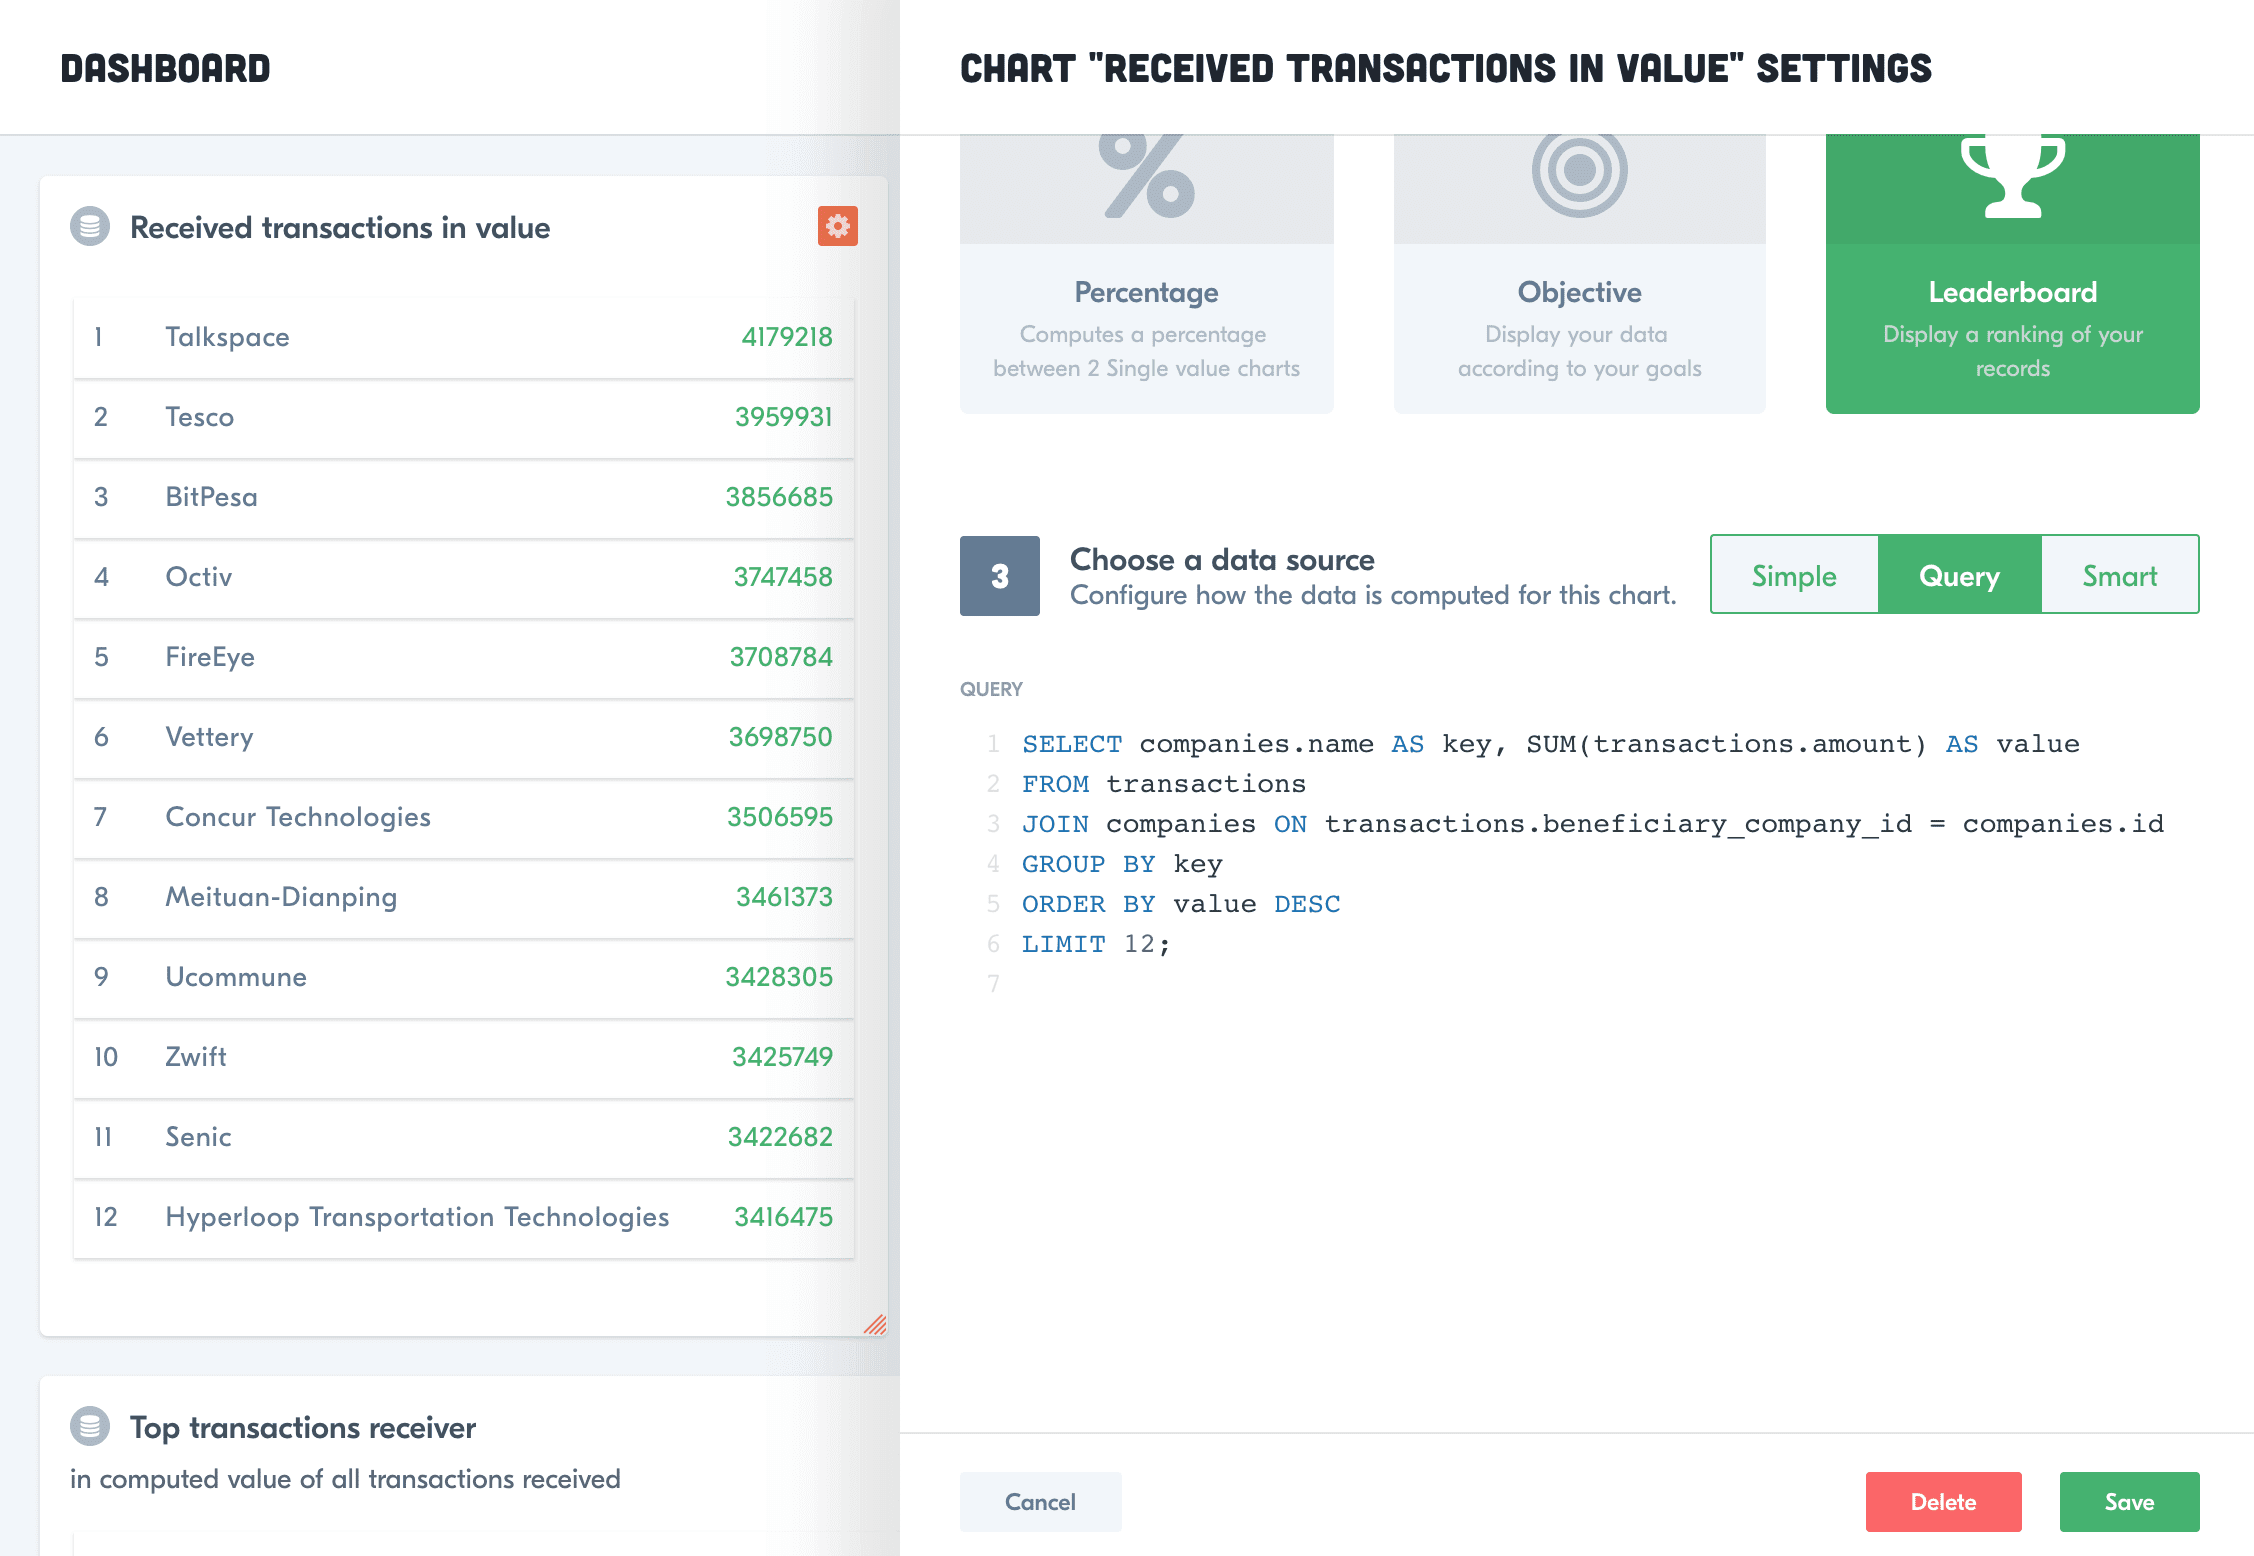 DASHBOARD
Received transactions in value
1 Talkspace 4179218
2 Tesco 3959931
3 BitPesa 3856685
4 Octiv 3747458
5 FireEye 3708784
6 Vettery 3698750
7 Concur Technologies 3506595
8 Meituan-Dianping 3461373
9 Ucommune 3428305
10 Zwift 3425749
11 Senic 3422682
12 Hyperloop Transportation Technologies 3416475
Top transactions receiver
in computed value of all transactions received
CHART "RECEIVED TRANSACTIONS IN VALUE" SETTINGS
%
Percentage
Computes a percentage
between 2 Single value charts
Objective
Display your data
according to your goals
Leaderboard
Display a ranking of your
records
3
Choose a data source
Configure how the data is computed for this chart.
Simple Query Smart
QUERY
1 SELECT companies.name AS key, SUM(transactions.amount) AS value
2 FROM transactions
3 JOIN companies ON transactions.beneficiary_company_id = companies.id
4 GROUP BY key
5 ORDER BY value DESC
6 LIMIT 12;
7
Cancel Delete Save